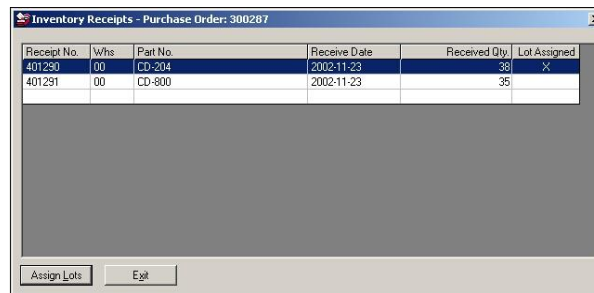 Inventory Receipts - Purchase Order: 300287
Receipt No. Whs Part No. Receive Date Received Qty. Lot Assigned
401290 00 CD-204 2002-11-23 38 X
401291 00 CD-800 2002-11-23 35
Assign Lots Exit